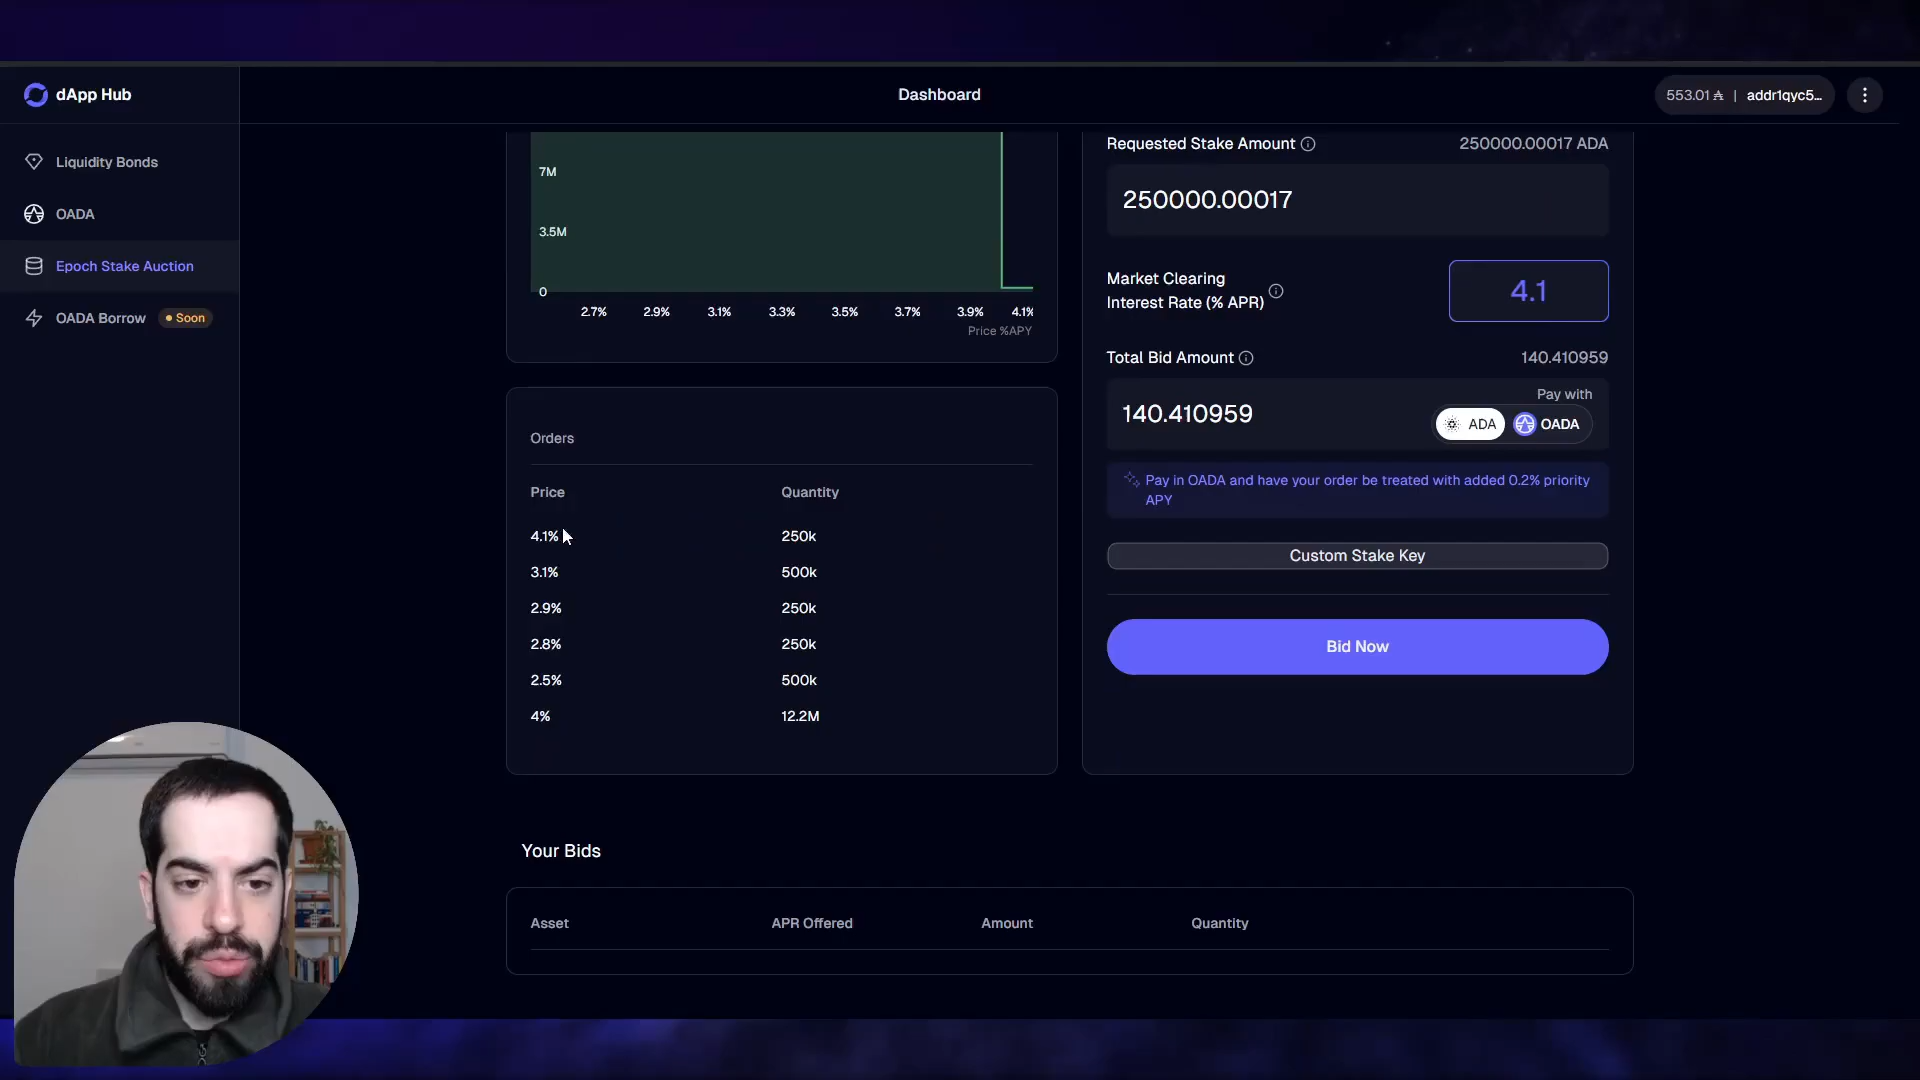 dApp Hub
Dashboard
553.01 ₳ | addr1qyc5...
Liquidity Bonds
OADA
Epoch Stake Auction
OADA Borrow
Soon
7M
3.5M
0
2.7% 2.9% 3.1% 3.3% 3.5% 3.7% 3.9% 4.1%
Price %APY
Orders
Price Quantity
4.1% 250k
3.1% 500k
2.9% 250k
2.8% 250k
2.5% 500k
4% 12.2M
Requested Stake Amount 250000.00017 ADA
250000.00017
Market Clearing
Interest Rate (% APR)
4.1
Total Bid Amount 140.410959
Pay with
140.410959
ADA OADA
Pay in OADA and have your order be treated with added 0.2% priority
APY
Custom Stake Key
Bid Now
Your Bids
Asset APR Offered Amount Quantity